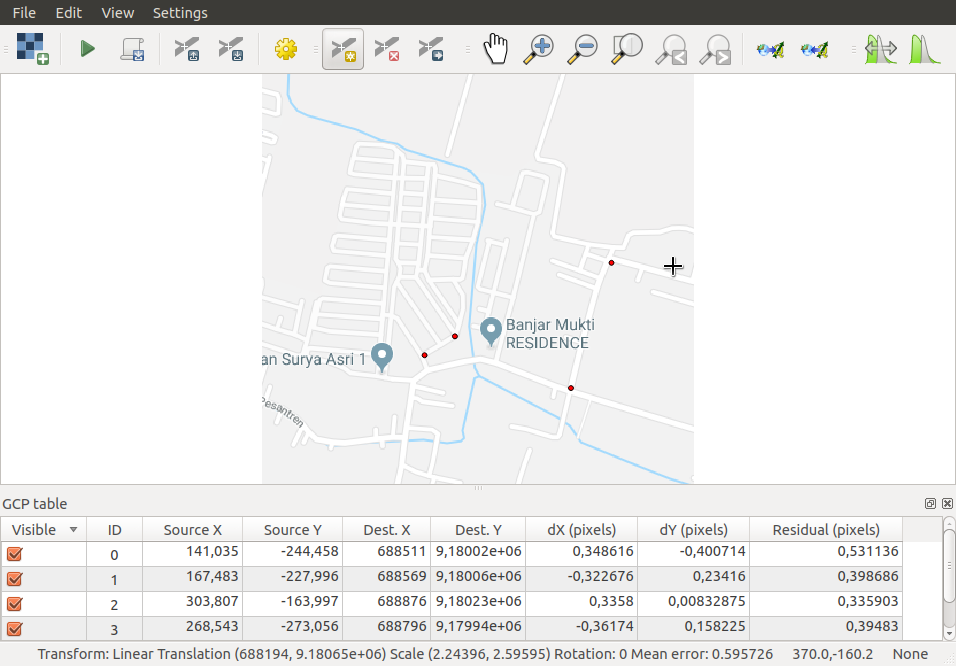 File Edit View Settings
Banjar Mukti
RESIDENCE
an Surya Asri 1
Pesantren
GCP table
Visible ID Source X Source Y Dest. X Dest. Y dX (pixels) dY (pixels) Residual (pixels)
0 141,035 -244,458 688511 9,18002e+06 0,348616 -0,400714 0,531136
1 167,483 -227,996 688569 9,18006e+06 -0,322676 0,23416 0,398686
2 303,807 -163,997 688876 9,18023e+06 0,3358 0,00832875 0,335903
3 268,543 -273,056 688796 9,17994e+06 -0,36174 0,158225 0,39483
Transform: Linear Translation (688194, 9.18065e+06) Scale (2.24396, 2.59595) Rotation: 0 Mean error: 0.595726 370.0,-160.2 None